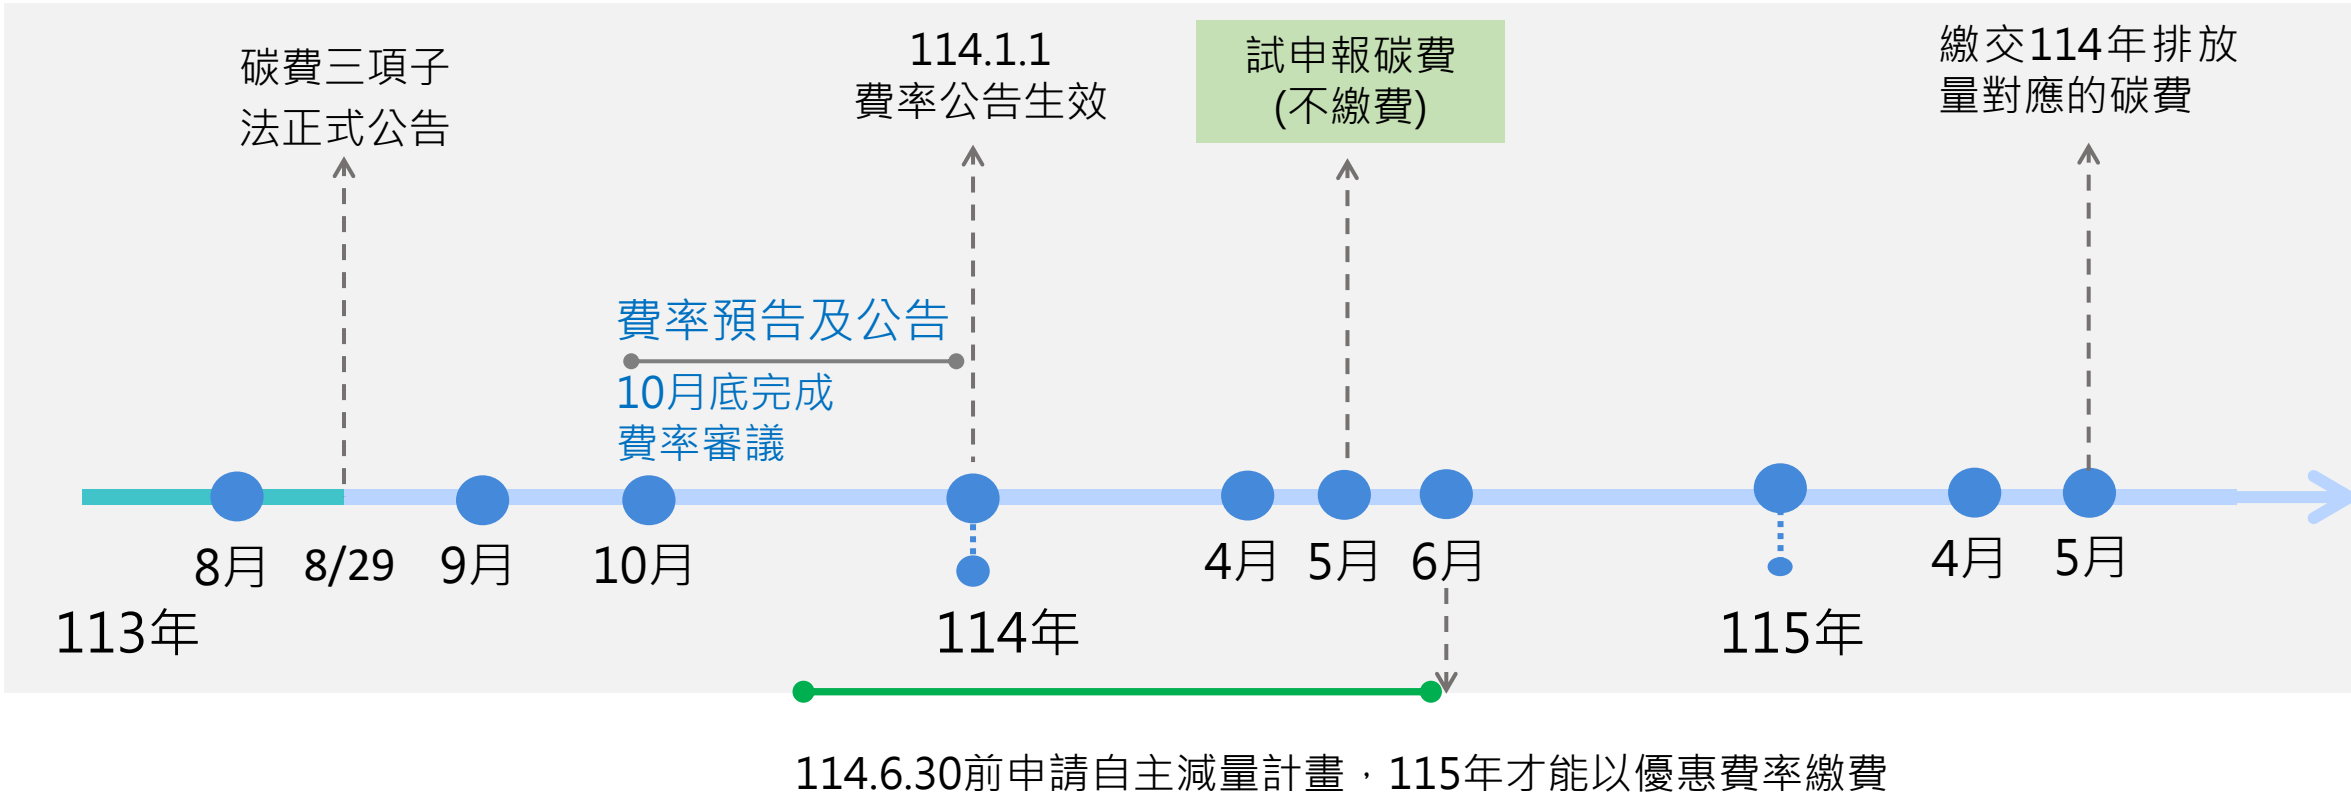 碳費三項子
法正式公告
114.1.1
費率公告生效
試申報碳費
(不繳費)
繳交114年排放
量對應的碳費
費率預告及公告
10月底完成
費率審議
8月
8/29
9月
10月
4月
5月
6月
4月
5月
113年
114年
115年
114.6.30前申請自主減量計畫，115年才能以優惠費率繳費